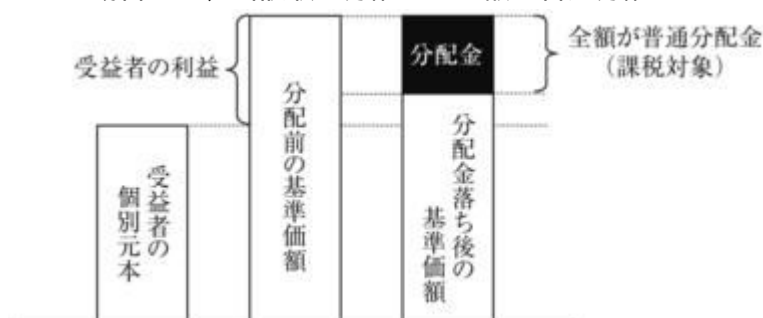 受益者の利益
分配金
全額が普通分配金
（課税対象）
受益者の
個別元本
分配前の基準価額
分配金落ち後の
基準価額